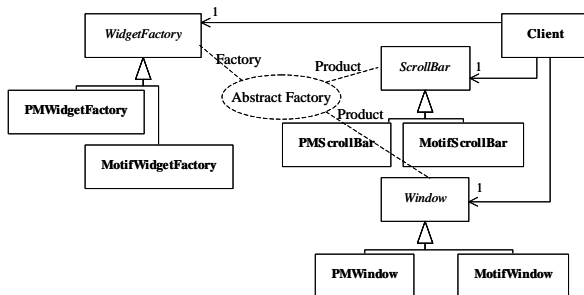 1
WidgetFactory
Client
Factory
Product
ScrollBar
1
PMWidgetFactory
Abstract Factory
Product
PMScrollBar
MotifScrollBar
MotifWidgetFactory
Window
1
PMWindow
MotifWindow